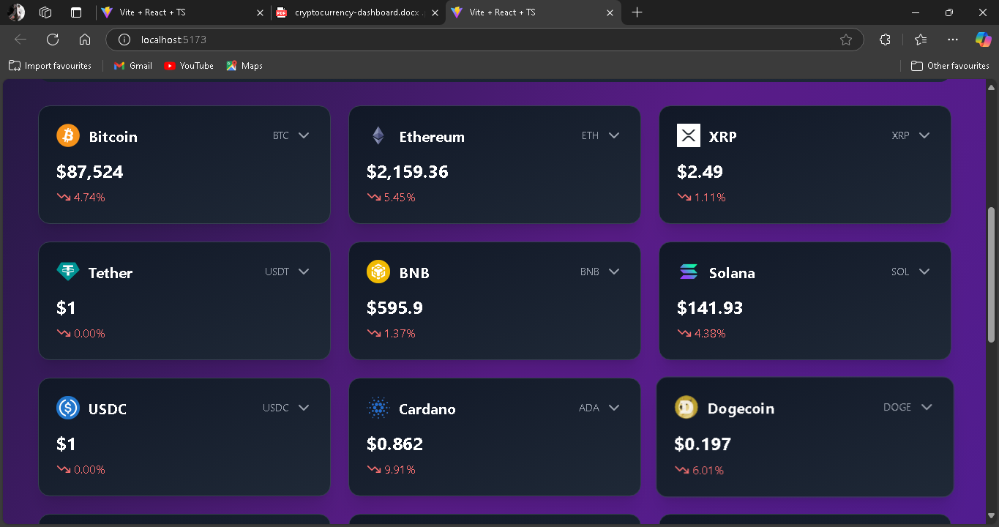 Vite + React + TS
cryptocurrency-dashboard.docx
Vite + React + TS
localhost:5173
Import favourites
Gmail
YouTube
Maps
Other favourites
Bitcoin BTC
$87,524
4.74%
Ethereum ETH
$2,159.36
5.45%
XRP XRP
$2.49
1.11%
Tether USDT
$1
0.00%
BNB BNB
$595.9
1.37%
Solana SOL
$141.93
4.38%
USDC USDC
$1
0.00%
Cardano ADA
$0.862
9.91%
Dogecoin DOGE
$0.197
6.01%